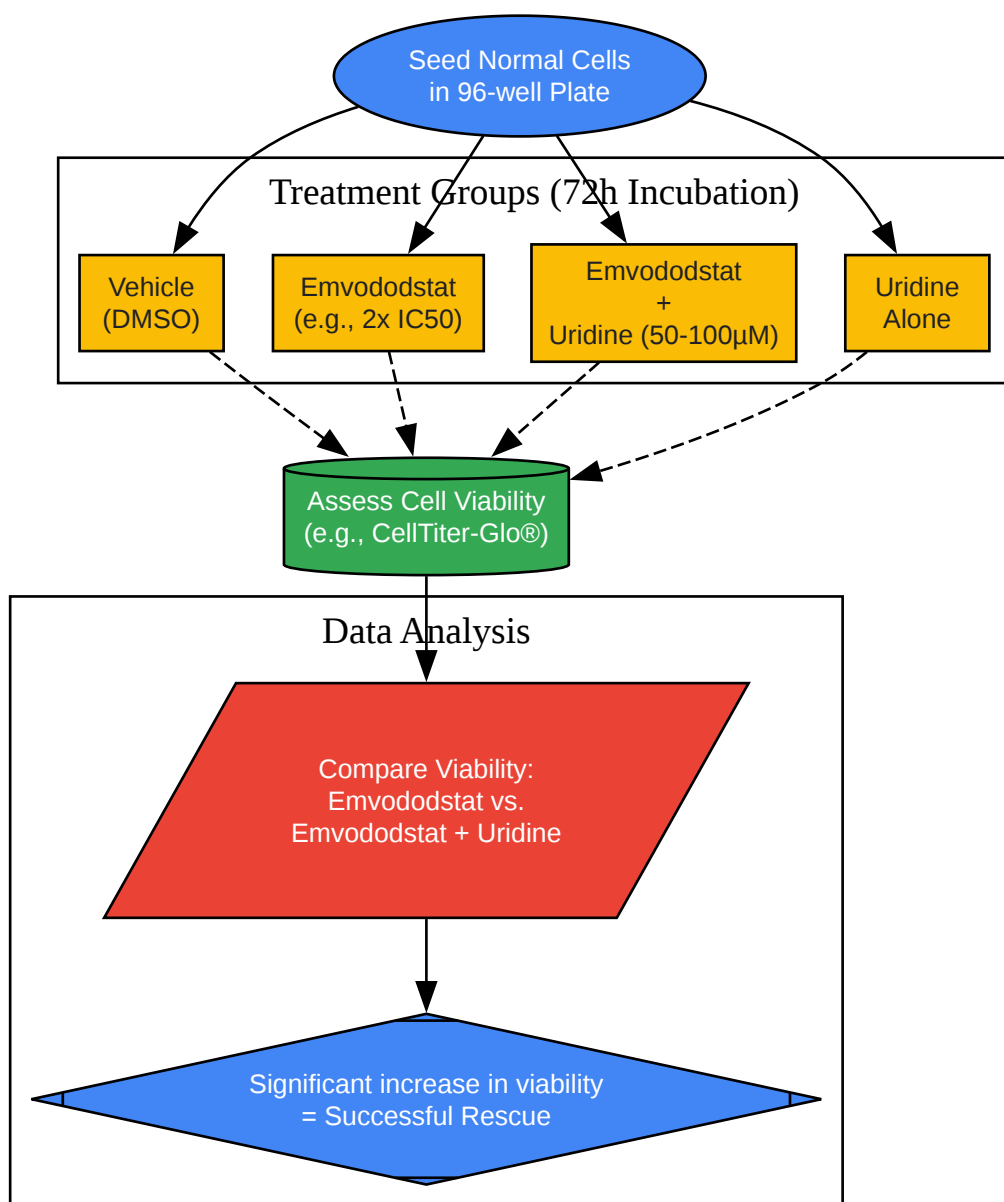 Seed Normal Cells
in 96-well Plate
Treatment Groups (72h Incubation)
Vehicle
(DMSO)
Emvododstat
(e.g., 2x IC50)
Emvododstat
+
Uridine (50-100µM)
Uridine
Alone
Assess Cell Viability
(e.g., CellTiter-Glo®)
Data Analysis
Compare Viability:
Emvododstat vs.
Emvododstat + Uridine
Significant increase in viability
= Successful Rescue